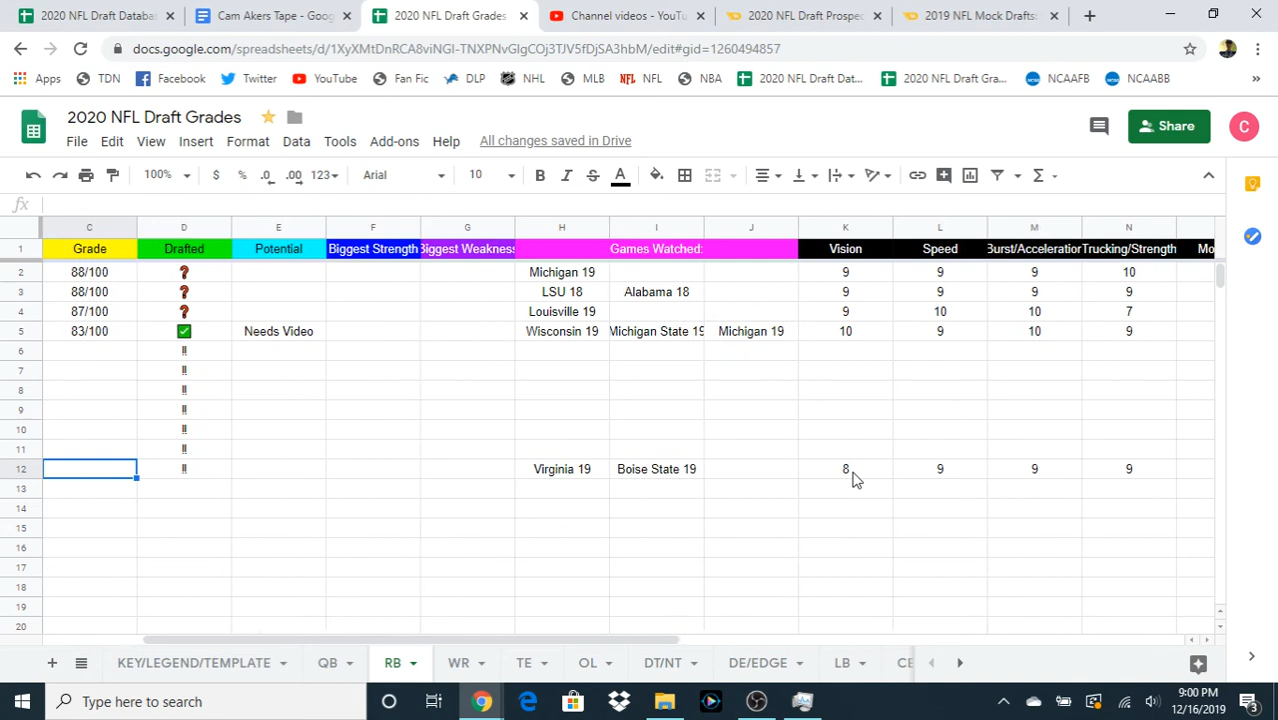 2020 NFL Draft Databas
Cam Akers Tape - Goog
2020 NFL Draft Grades
Channel videos - YouTu
2020 NFL Draft Prospec
2019 NFL Mock Drafts:
docs.google.com/spreadsheets/d/1XyXMtDnRCA8viNGI-TNXPNvGlgCOj3TJV5fDjSA3hbM/edit#gid=1260494857
Apps TDN Facebook Twitter YouTube Fan Fic DLP NHL MLB NFL NBA 2020 NFL Draft Dat... 2020 NFL Draft Gra... NCAAFB NCAABB »
2020 NFL Draft Grades
Share
C
File Edit View Insert Format Data Tools Add-ons Help All changes saved in Drive
100% $ % .0 .00 123 Arial 10 B I S A
fx
C D E F G H I J K L M N
1 Grade Drafted Potential Biggest Strength Biggest Weakness Games Watched: Vision Speed Burst/Acceleration Trucking/Strength Mo
2 88/100 ❓ Michigan 19 9 9 9 10
3 88/100 ❓ LSU 18 Alabama 18 9 9 9 9
4 87/100 ❓ Louisville 19 9 10 10 7
5 83/100 ✅ Needs Video Wisconsin 19 Michigan State 19 Michigan 19 10 9 10 9
6 ‼
7 ‼
8 ‼
9 ‼
10 ‼
11 ‼
12 ‼ Virginia 19 Boise State 19 8 9 9 9
13
14
15
16
17
18
19
20
KEY/LEGEND/TEMPLATE QB RB WR TE OL DT/NT DE/EDGE LB CE
Type here to search
9:00 PM
12/16/2019
3